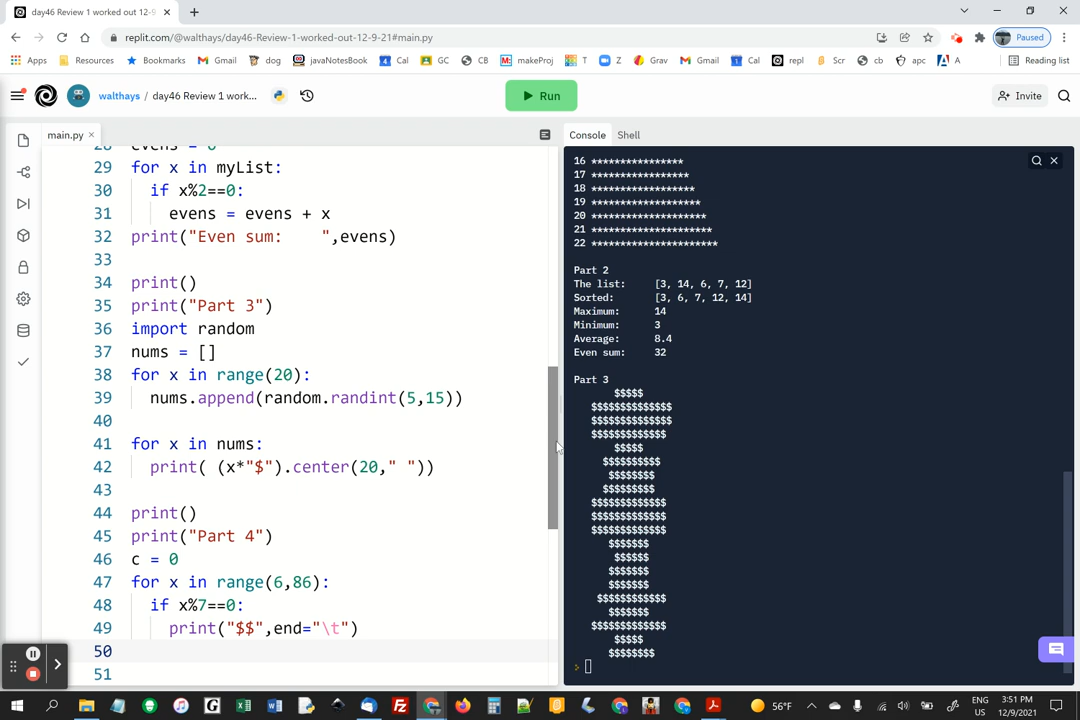 day46 Review 1 worked out 12-9
replit.com/@walthays/day46-Review-1-worked-out-12-9-21#main.py
Paused
Apps
Resources
Bookmarks
Gmail
dog
javaNotebook
Cal
GC
CB
makeProj
T
Z
Grav
Gmail
Cal
repl
Scr
cb
apc
A
Reading list
walthays / day46 Review 1 work...
Run
Invite
main.py
Console
Shell
28 evens = 0
29 for x in myList:
30 if x%2==0:
31 evens = evens + x
32 print("Even sum:    ",evens)
33
34 print()
35 print("Part 3")
36 import random
37 nums = []
38 for x in range(20):
39 nums.append(random.randint(5,15))
40
41 for x in nums:
42 print( (x*"$").center(20," "))
43
44 print()
45 print("Part 4")
46 c = 0
47 for x in range(6,86):
48 if x%7==0:
49 print("$$",end="\t")
50
51
16 ****************
17 *****************
18 ******************
19 *******************
20 ********************
21 *********************
22 **********************
Part 2
The list: [3, 14, 6, 7, 12]
Sorted: [3, 6, 7, 12, 14]
Maximum: 14
Minimum: 3
Average: 8.4
Even sum: 32
Part 3
$$$$$
$$$$$$$$$$$$$$
$$$$$$$$$$$$$$
$$$$$$$$$$$$$
$$$$$
$$$$$$$$$$
$$$$$$$$
$$$$$$$$$
$$$$$$$$$$$$$
$$$$$$$$$$$$$
$$$$$$$$$$$$$
$$$$$$$
$$$$$$
$$$$$$$
$$$$$$$
$$$$$$$$$$$$
$$$$$$$
$$$$$$$$$$$$$
$$$$$
$$$$$$$$
>
56°F
ENG
US
3:51 PM
12/9/2021